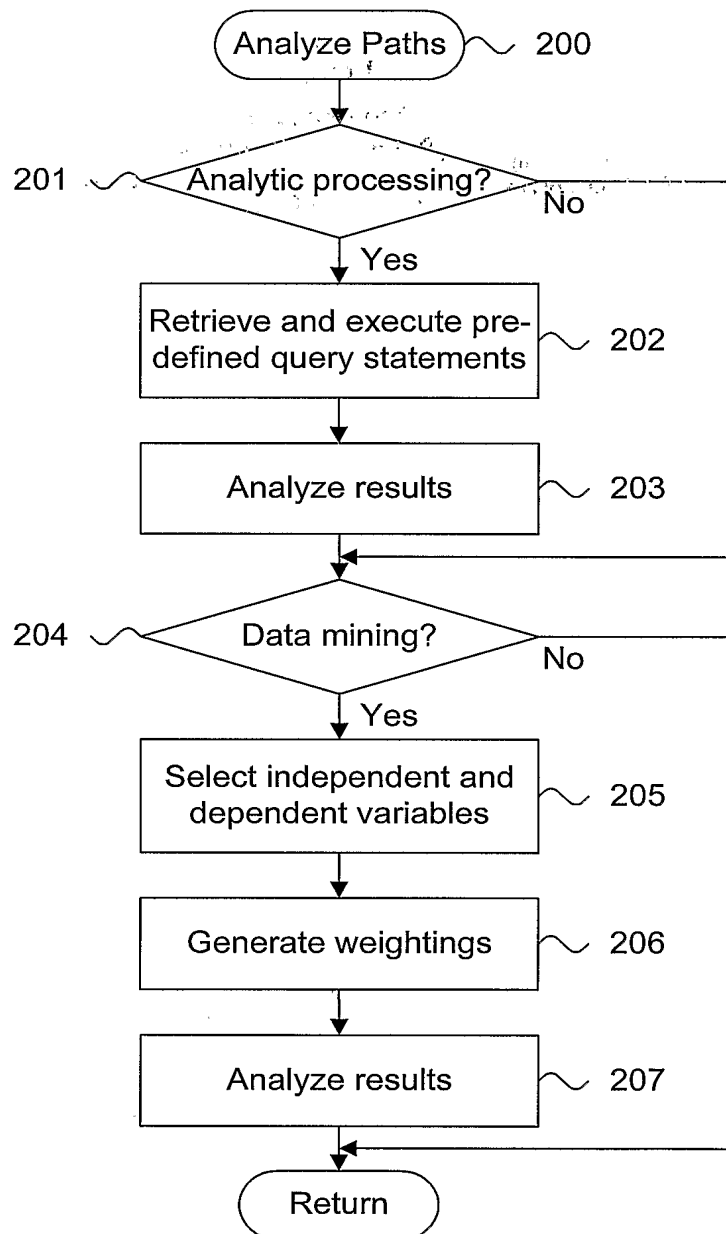 Analyze Paths
200
201
Analytic processing?
No
Yes
Retrieve and execute pre-
defined query statements
202
Analyze results
203
204
Data mining?
No
Yes
Select independent and
dependent variables
205
Generate weightings
206
Analyze results
207
Return